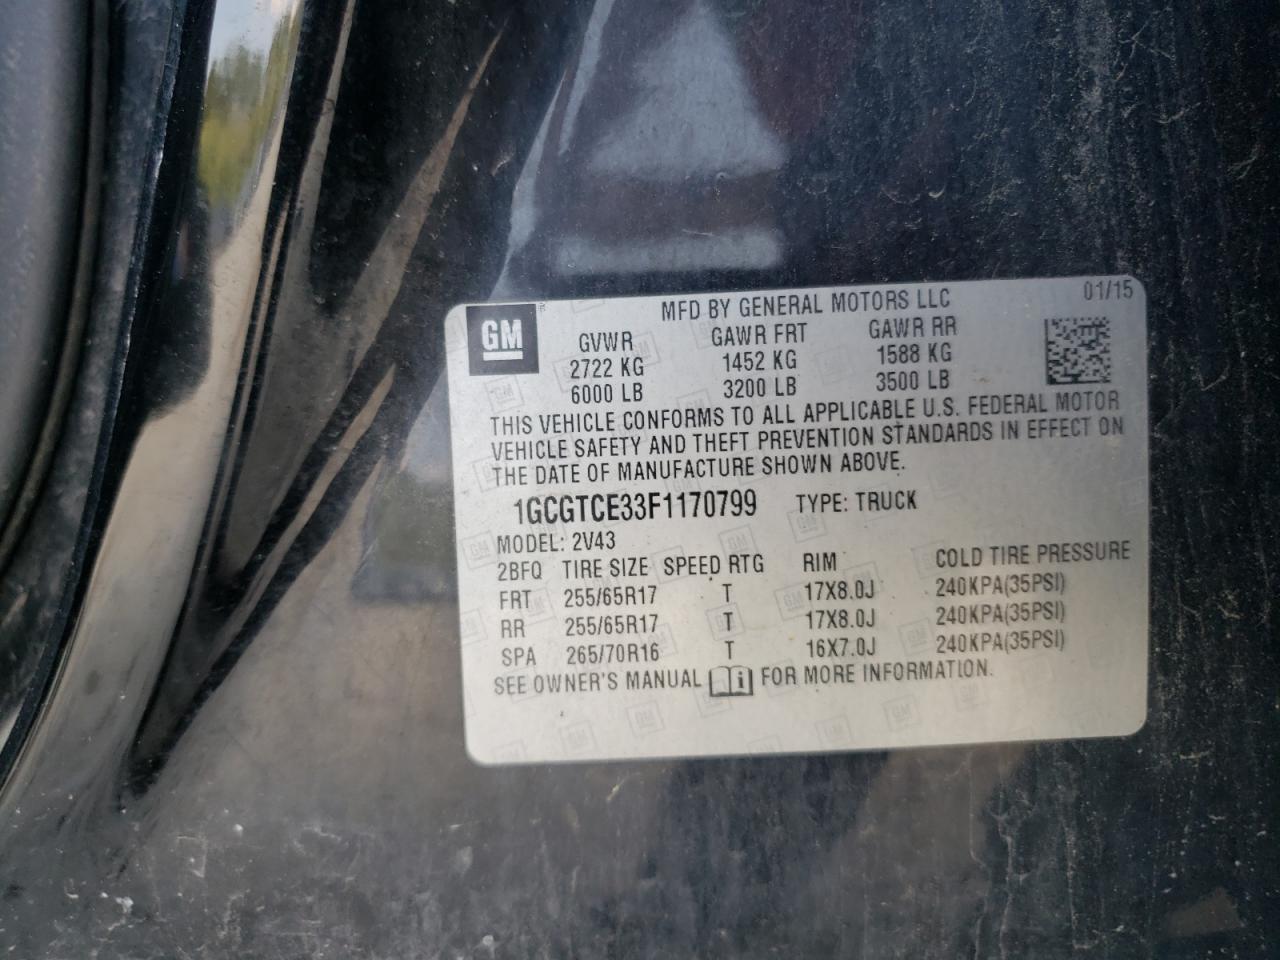 GM
MFD BY GENERAL MOTORS LLC 01/15
GVWR GAWR FRT GAWR RR
2722 KG 1452 KG 1588 KG
6000 LB 3200 LB 3500 LB
THIS VEHICLE CONFORMS TO ALL APPLICABLE U.S. FEDERAL MOTOR
VEHICLE SAFETY AND THEFT PREVENTION STANDARDS IN EFFECT ON
THE DATE OF MANUFACTURE SHOWN ABOVE.
1GCGTCE33F1170799 TYPE: TRUCK
MODEL: 2V43
2BFQ TIRE SIZE SPEED RTG RIM COLD TIRE PRESSURE
FRT 255/65R17 T 17X8.0J 240KPA(35PSI)
RR 255/65R17 T 17X8.0J 240KPA(35PSI)
SPA 265/70R16 T 16X7.0J 240KPA(35PSI)
SEE OWNER'S MANUAL i FOR MORE INFORMATION.